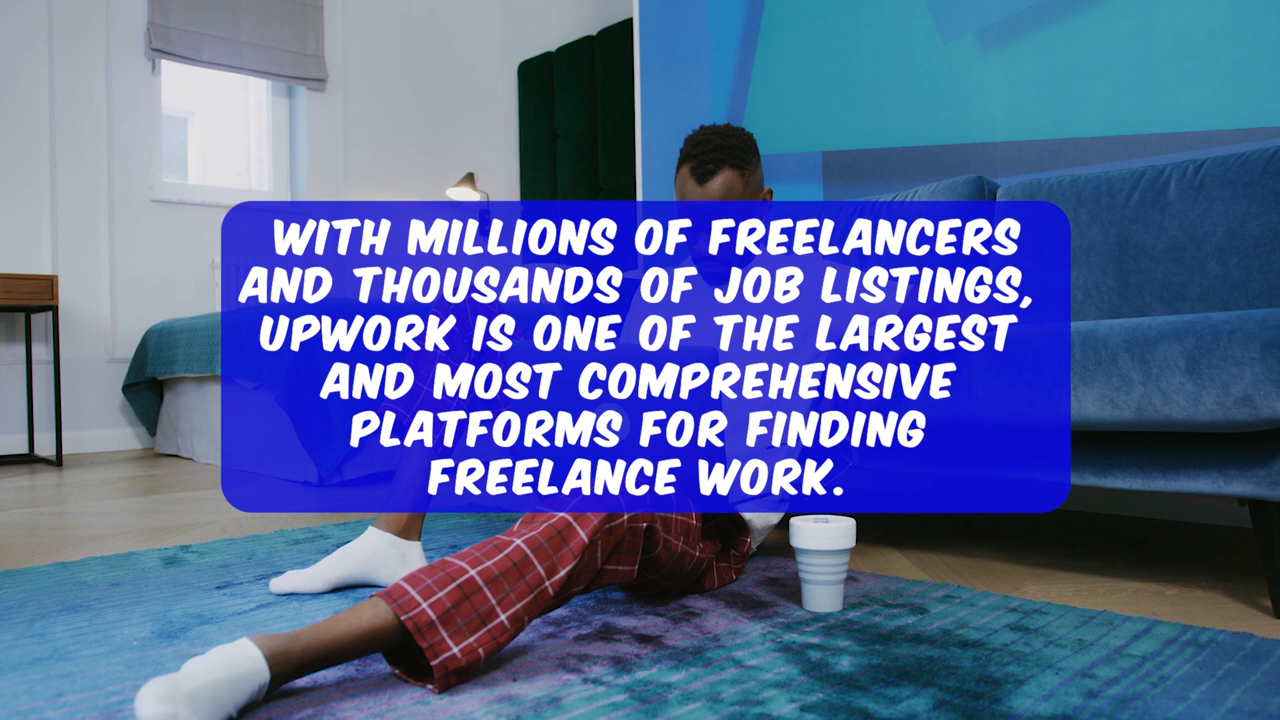 WITH MILLIONS OF FREELANCERS
AND THOUSANDS OF JOB LISTINGS,
UPWORK IS ONE OF THE LARGEST
AND MOST COMPREHENSIVE
PLATFORMS FOR FINDING
FREELANCE WORK.